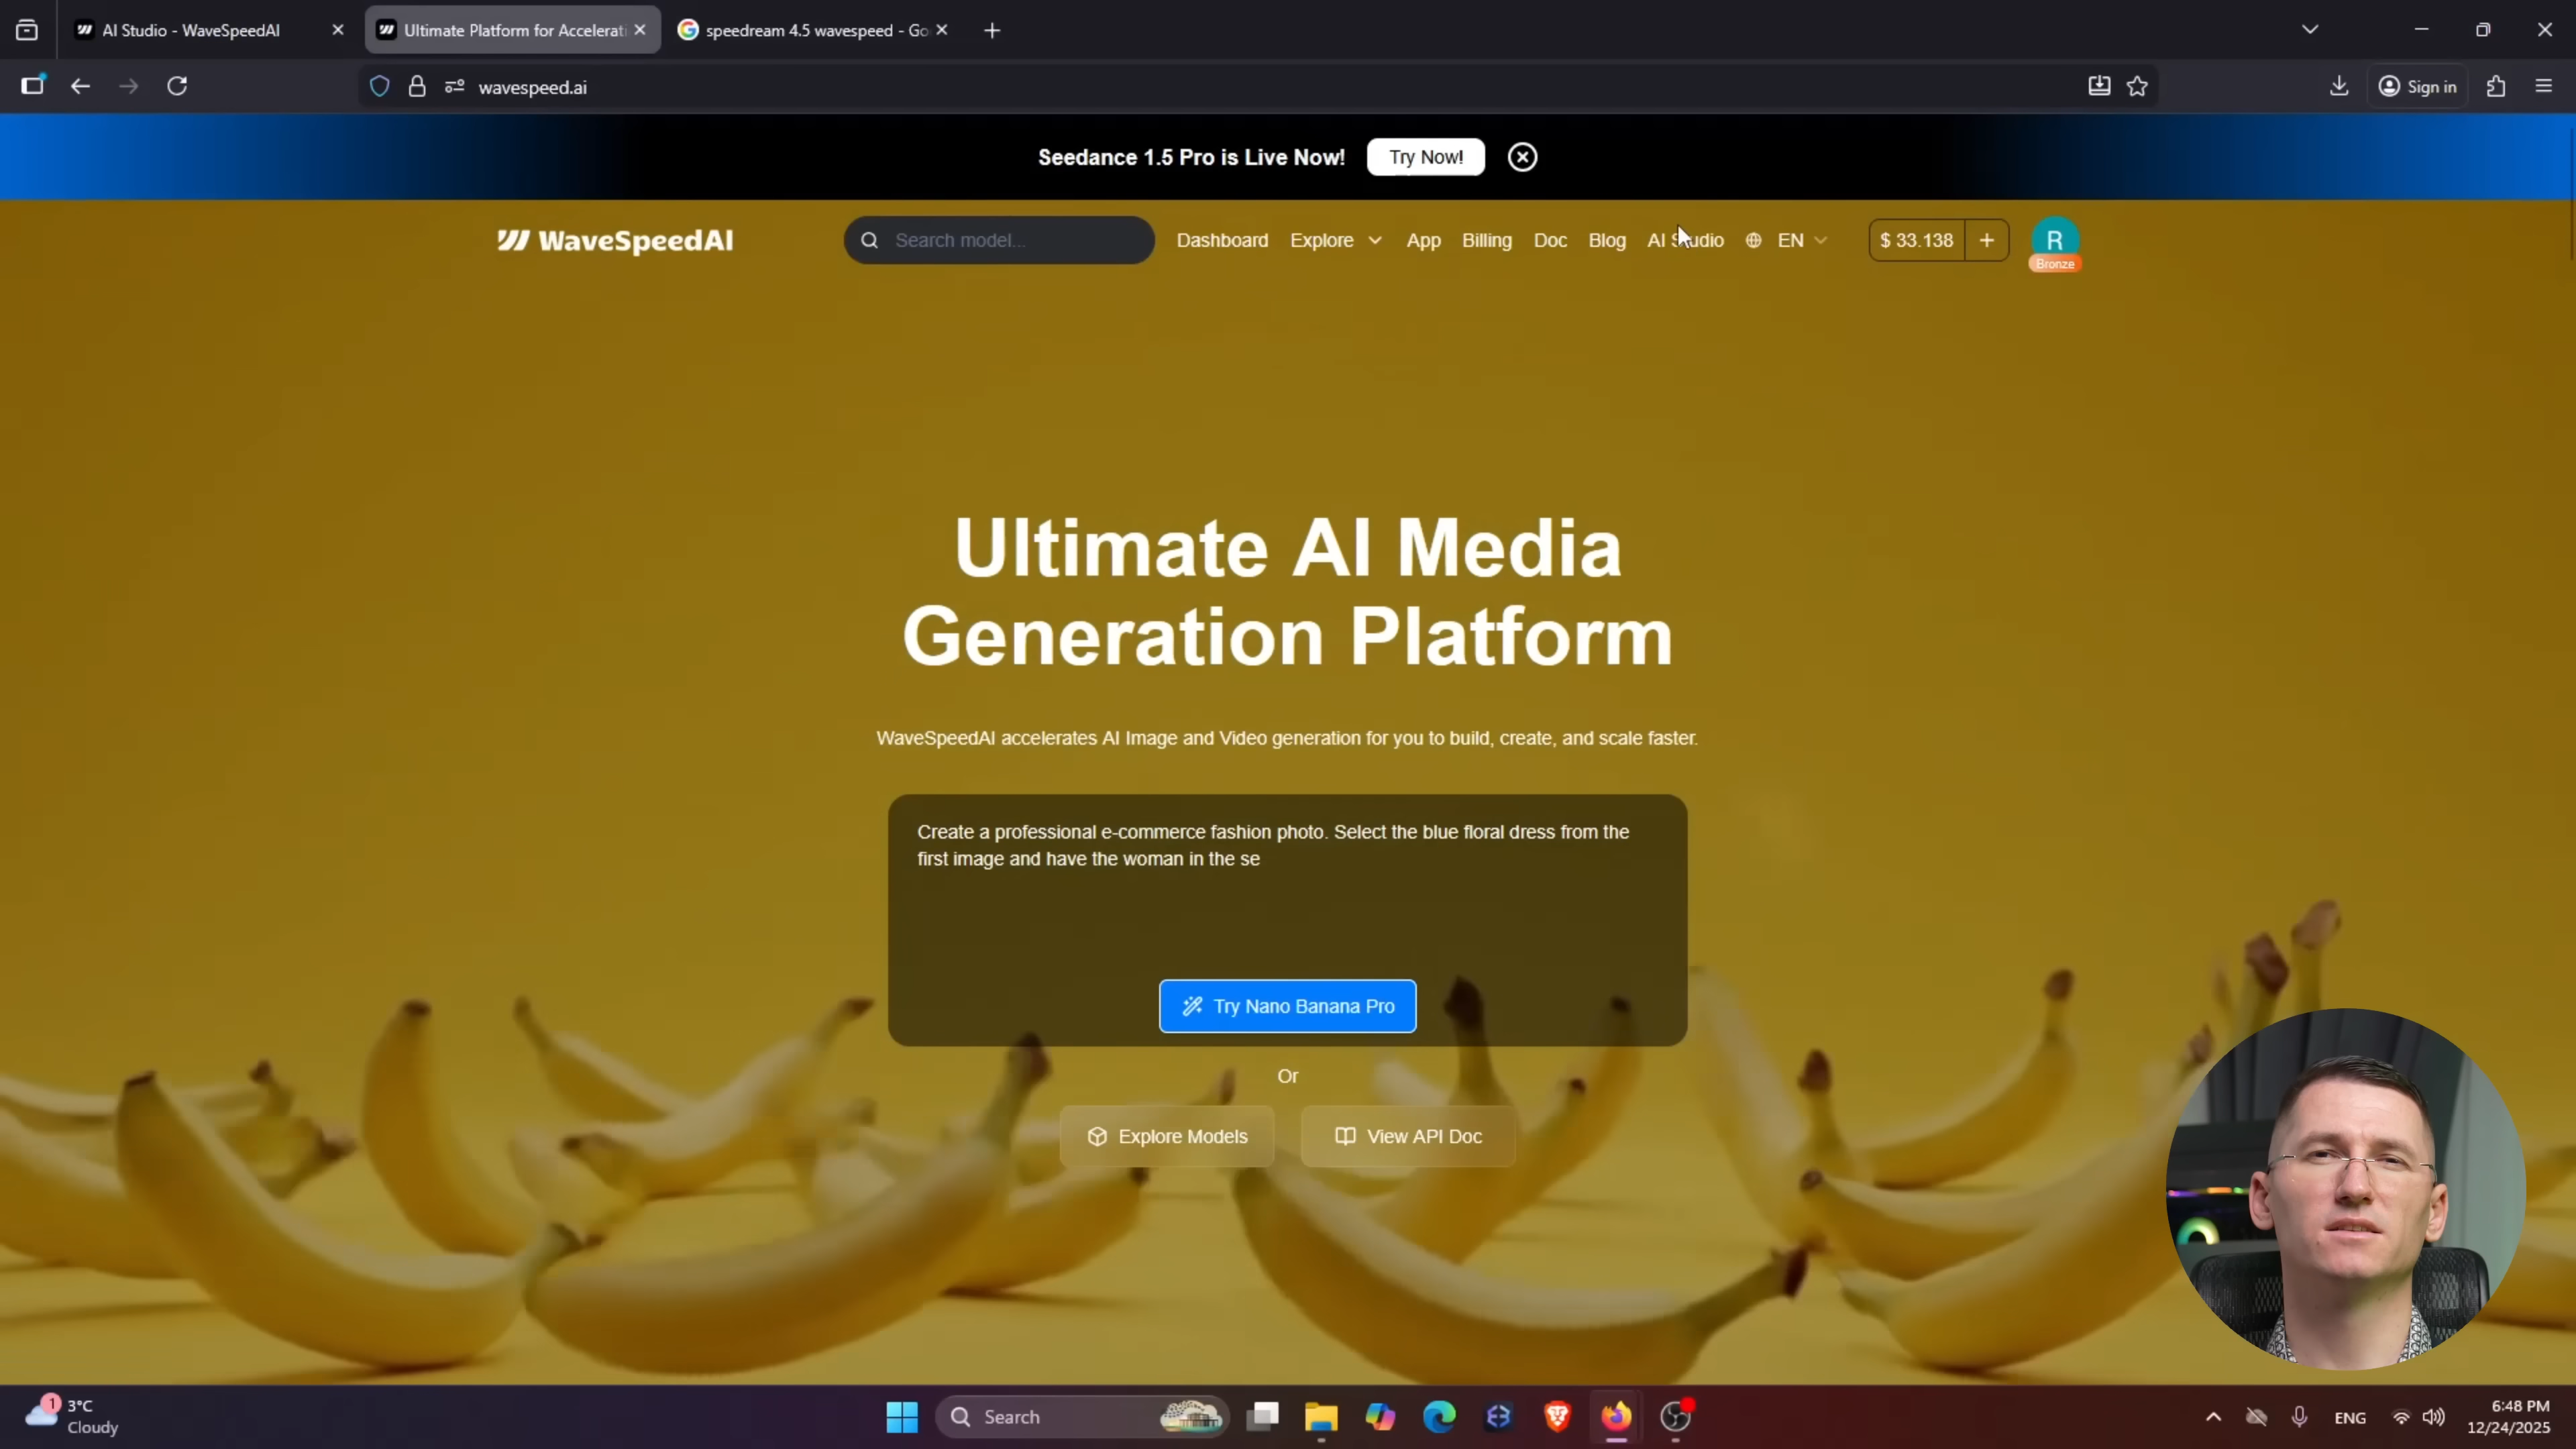 AI Studio - WaveSpeedAI
Ultimate Platform for Accelerati
speedream 4.5 wavespeed - Go
wavespeed.ai
Sign in
Seedance 1.5 Pro is Live Now!
Try Now!
WaveSpeedAI
Search model...
Dashboard
Explore
App
Billing
Doc
Blog
AI Studio
EN
$ 33.138
+
R
Bronze
Ultimate AI Media
Generation Platform
WaveSpeedAI accelerates AI Image and Video generation for you to build, create, and scale faster.
Create a professional e-commerce fashion photo. Select the blue floral dress from the
first image and have the woman in the se
Try Nano Banana Pro
Or
Explore Models
View API Doc
1
3°C
Cloudy
Search
ENG
6:48 PM
12/24/2025